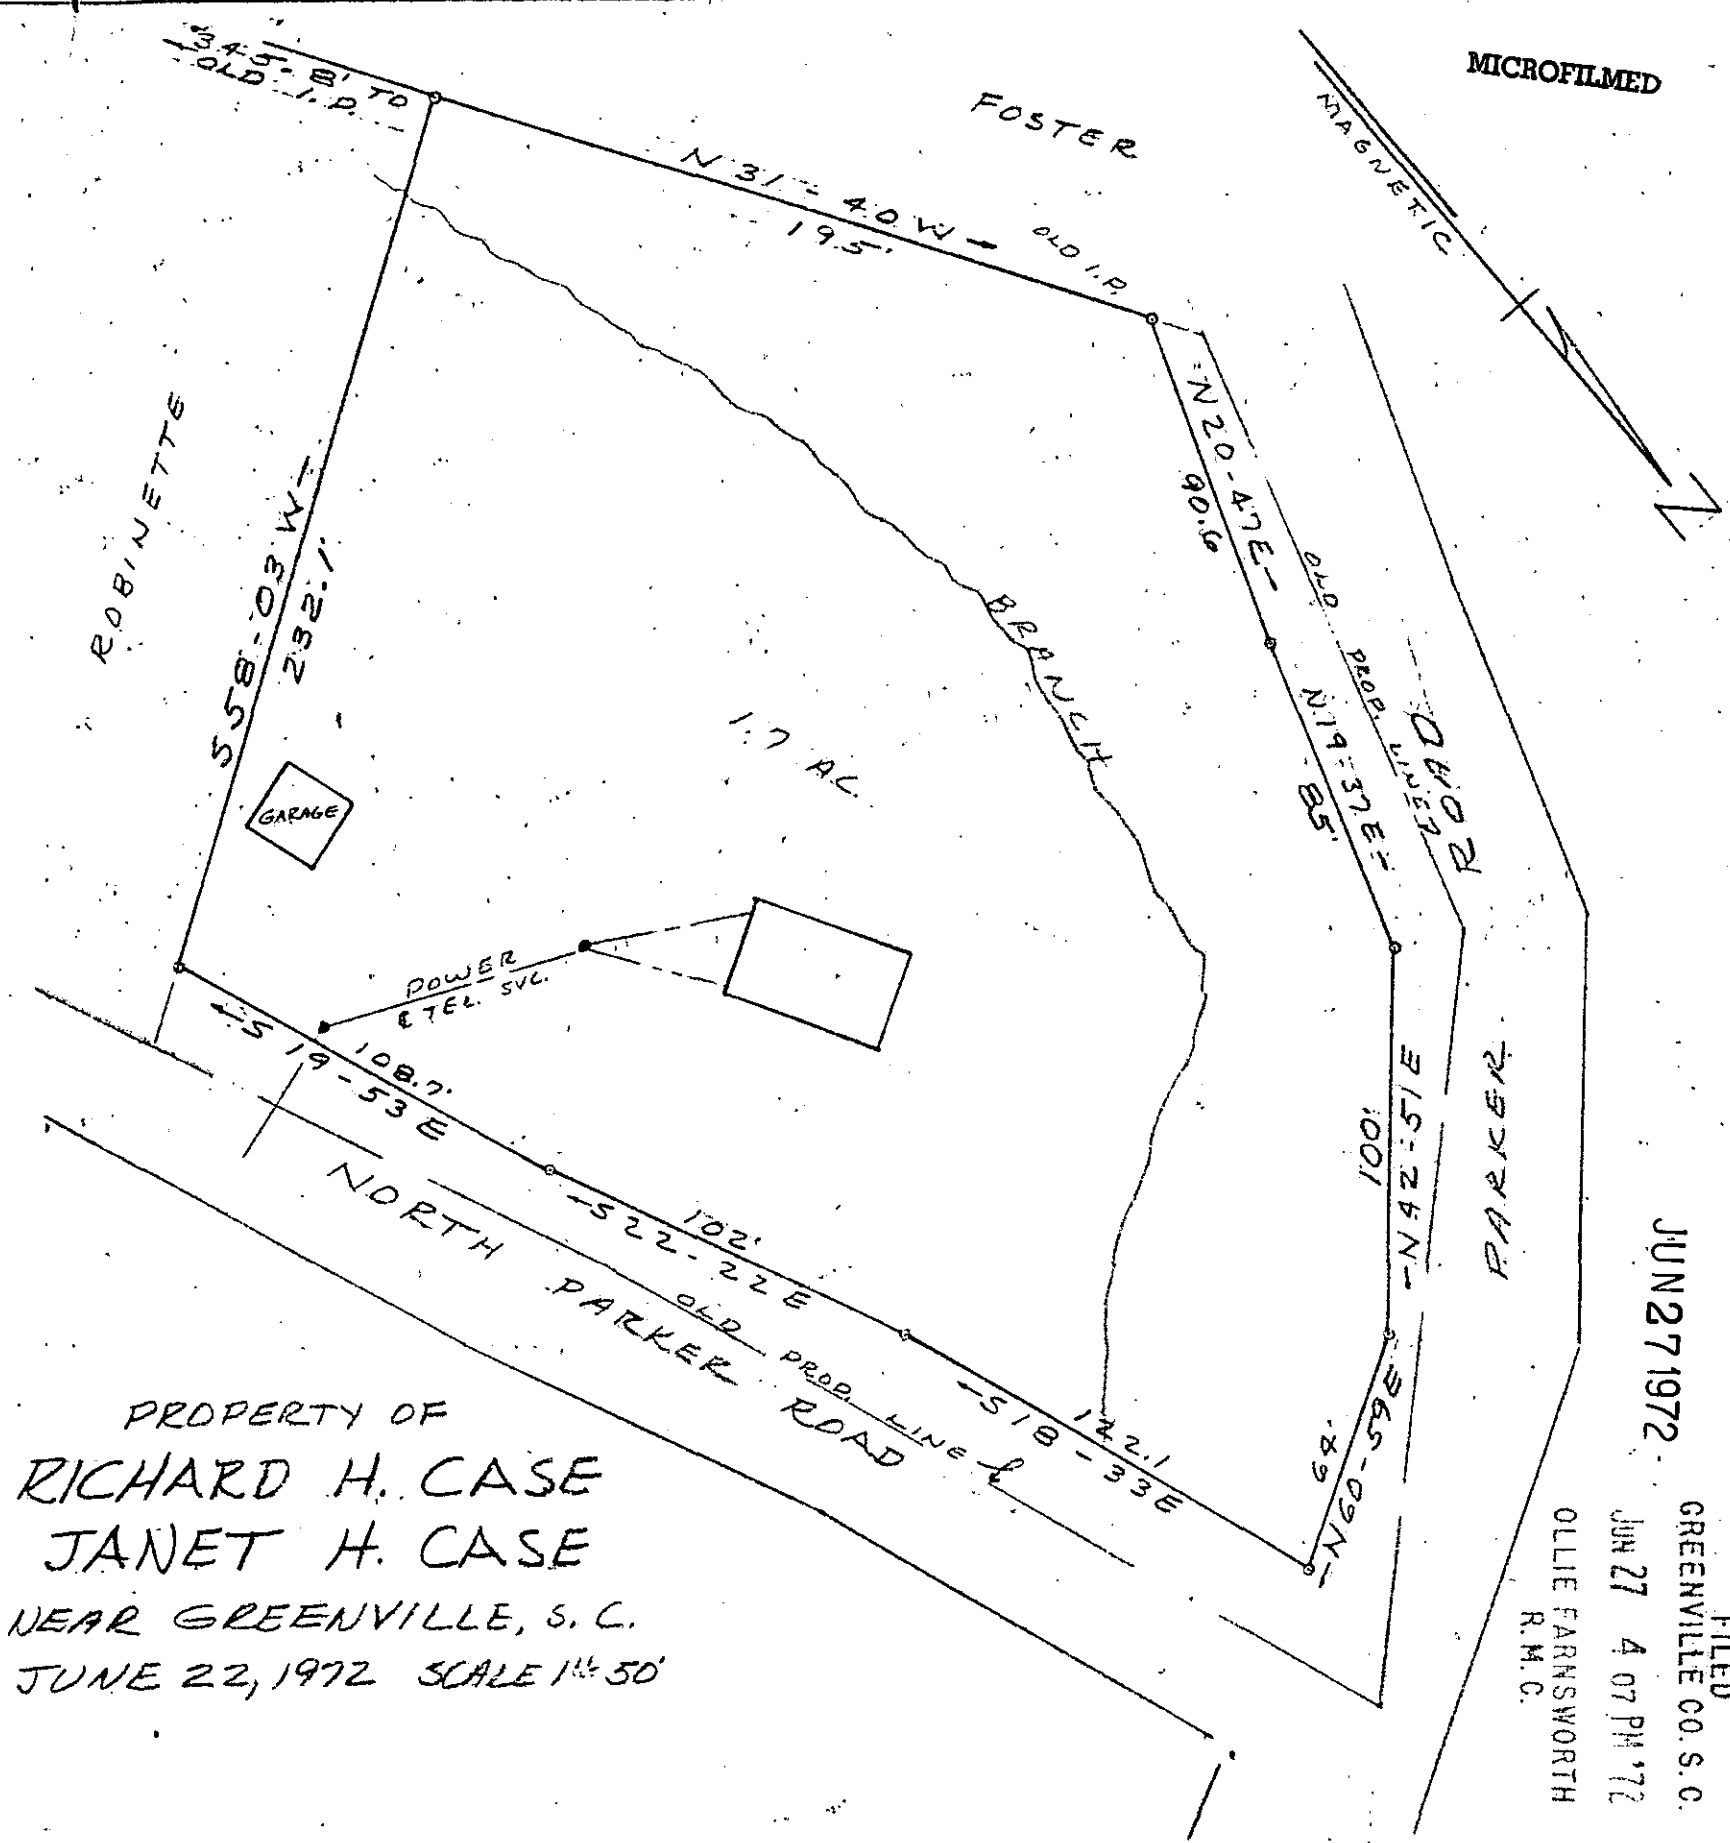 MICROFILMED
345.8' TO
OLD I.P.
FOSTER
MAGNETIC
N
N 31 - 40 W
195'
OLD I.P.
ROBINETTE
S 58 - 03 W
232.1'
N 20 - 47 E
90.6
OLD PROP. LINE
N 19 - 37 E
85'
ROAD
BRANCH
1.7 AC.
GARAGE
POWER
& TEL. SVC.
S 19 - 53 E
108.7'
N 42 - 51 E
100'
PARKER
S 22 - 22 E
102'
NORTH PARKER ROAD
OLD PROP. LINE
S 18 - 33 E
N 60 - 59 E
64'
PROPERTY OF
RICHARD H. CASE
JANET H. CASE
NEAR GREENVILLE, S. C.
JUNE 22, 1972 SCALE 1"= 50'
JUN 27 1972
FILED
GREENVILLE CO. S. C.
JUN 27 4 07 PM '72
OLLIE FARNSWORTH
R. M. C.